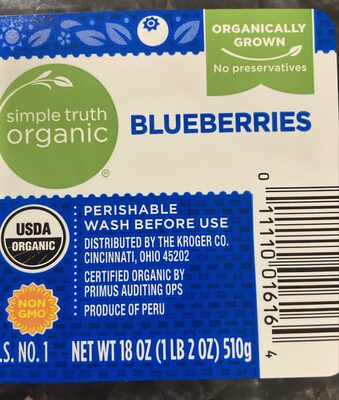 ORGANICALLY
GROWN
No preservatives
simple truth
organic®
BLUEBERRIES
USDA
ORGANIC
PERISHABLE
WASH BEFORE USE
DISTRIBUTED BY THE KROGER CO.
CINCINNATI, OHIO 45202
CERTIFIED ORGANIC BY
PRIMUS AUDITING OPS
PRODUCE OF PERU
NON
GMO
.S. NO. 1
NET WT 18 OZ (1 LB 2 OZ) 510g
0 11110 01616 4